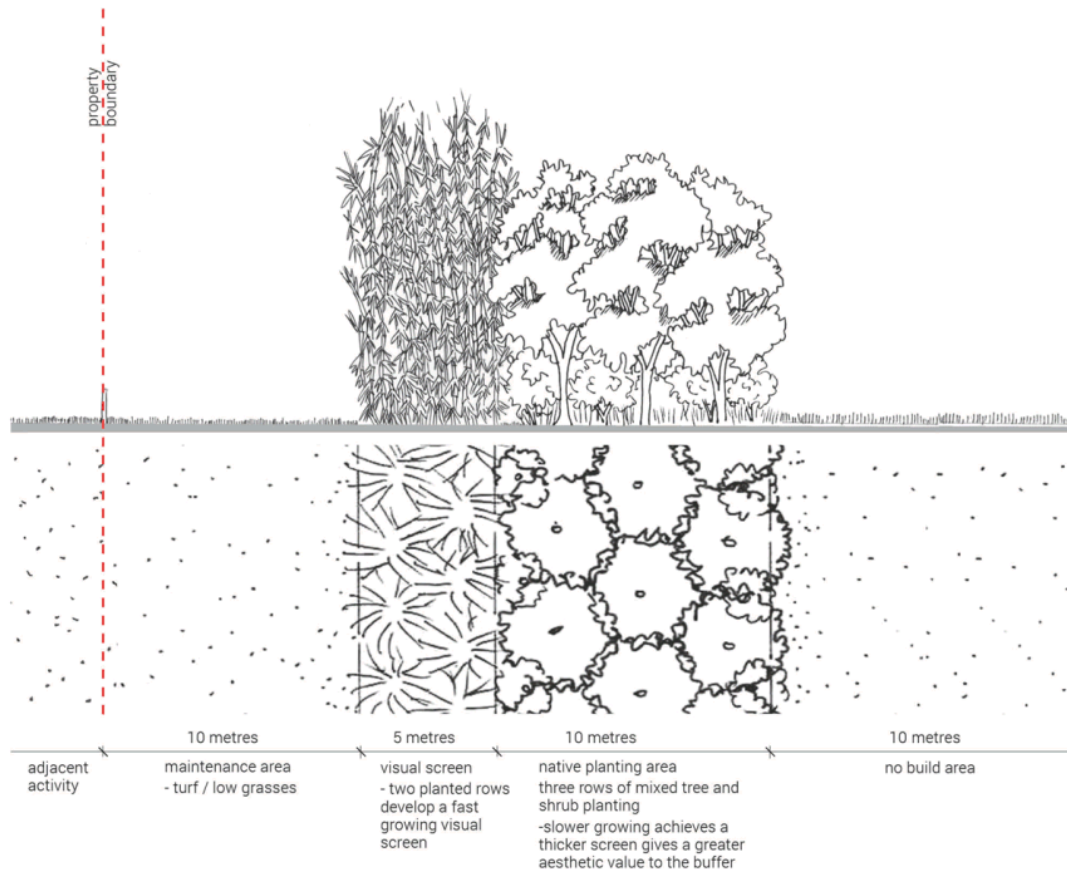 property
boundary
10 metres
5 metres
10 metres
10 metres
adjacent
activity
maintenance area
- turf / low grasses
visual screen
- two planted rows
develop a fast
growing visual
screen
native planting area
three rows of mixed tree and
shrub planting
-slower growing achieves a
thicker screen gives a greater
aesthetic value to the buffer
no build area